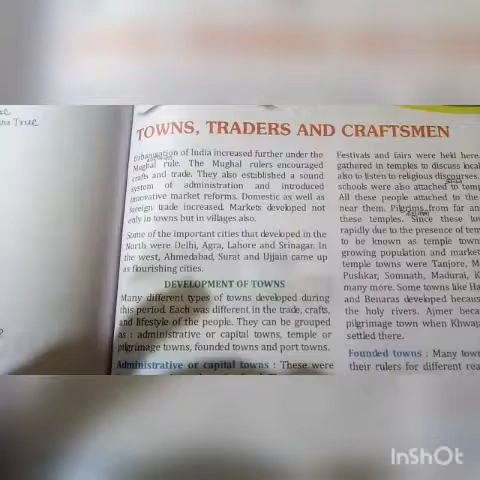 TOWNS, TRADERS AND CRAFTSMEN
Urbanisation of India increased further under the
Mughal rule. The Mughal rulers encouraged
crafts and trade. They also established a sound
system of administration and introduced
innovative market reforms. Domestic as well as
foreign trade increased. Markets developed not
only in towns but in villages also.
Some of the important cities that developed in the
North were Delhi, Agra, Lahore and Srinagar. In
the west, Ahmedabad, Surat and Ujjain came up
as flourishing cities.
DEVELOPMENT OF TOWNS
Many different types of towns developed during
this period. Each was different in the trade, crafts,
and lifestyle of the people. They can be grouped
as : administrative or capital towns, temple or
pilgrimage towns, founded towns and port towns.
Administrative or capital towns : These were
Festivals and fairs were held here.
gathered in temples to discuss local
also to listen to religious discourses.
schools were also attached to
All these people attached to the
near them. Pilgrims from far an
these temples. Since these
rapidly due to the presence of
to be known as temple town
growing population and market
temple towns were Tanjore, M
Pushkar, Somnath, Madurai, K
many more. Some towns like Ha
and Benaras developed becaus
the holy rivers. Ajmer beca
pilgrimage town when Khwaj
settled there.
Founded towns : Many town
their rulers for different rea
True
InShOt